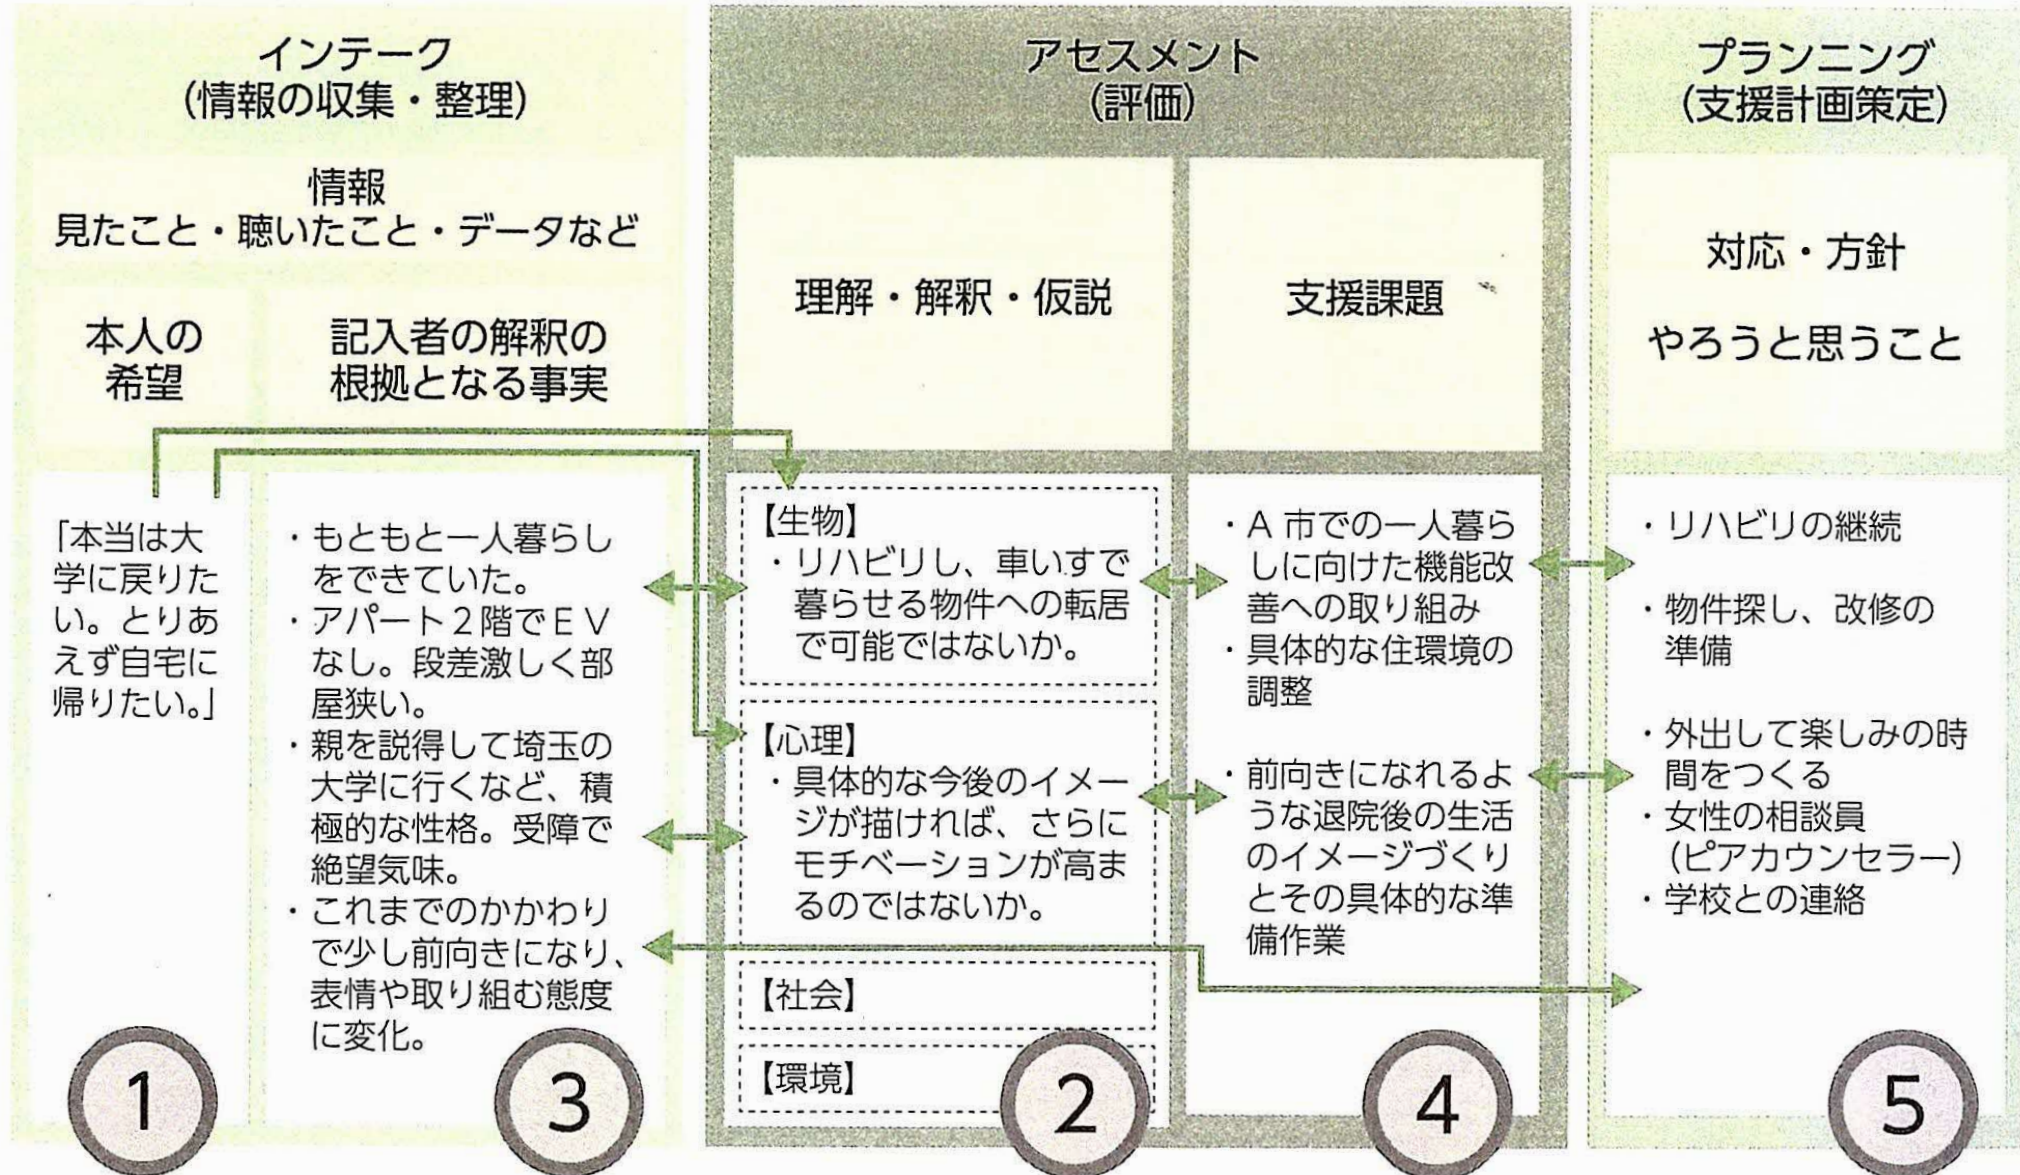 インテーク
（情報の収集・整理）
情報
見たこと・聴いたこと・データなど
本人の
希望
記入者の解釈の
根拠となる事実
アセスメント
（評価）
理解・解釈・仮説
支援課題
プランニング
（支援計画策定）
対応・方針
やろうと思うこと
「本当は大
学に戻りた
い。とりあ
えず自宅に
帰りたい。」
1
・もともと一人暮らし
をできていた。
・アパート２階でＥＶ
なし。段差激しく部
屋狭い。
・親を説得して埼玉の
大学に行くなど、積
極的な性格。受障で
絶望気味。
・これまでのかかわり
で少し前向きになり、
表情や取り組む態度
に変化。
3
【生物】
・リハビリし、車いすで
暮らせる物件への転居
で可能ではないか。
【心理】
・具体的な今後のイメー
ジが描ければ、さらに
モチベーションが高ま
るのではないか。
【社会】
【環境】
2
・A 市での一人暮ら
しに向けた機能改
善への取り組み
・具体的な住環境の
調整
・前向きになれるよ
うな退院後の生活
のイメージづくり
とその具体的な準
備作業
4
・リハビリの継続
・物件探し、改修の
準備
・外出して楽しみの時
間をつくる
・女性の相談員
（ピアカウンセラー）
・学校との連絡
5